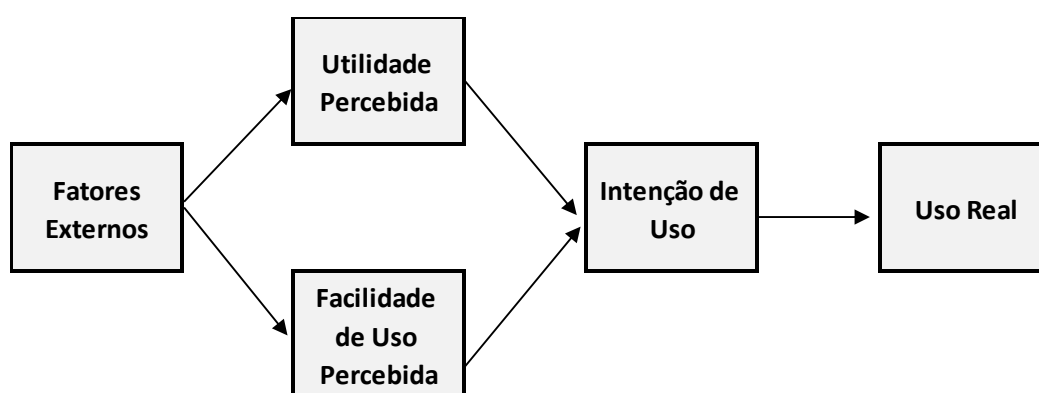 Utilidade
Percebida
Fatores
Externos
Intenção de
Uso
Uso Real
Facilidade
de Uso
Percebida